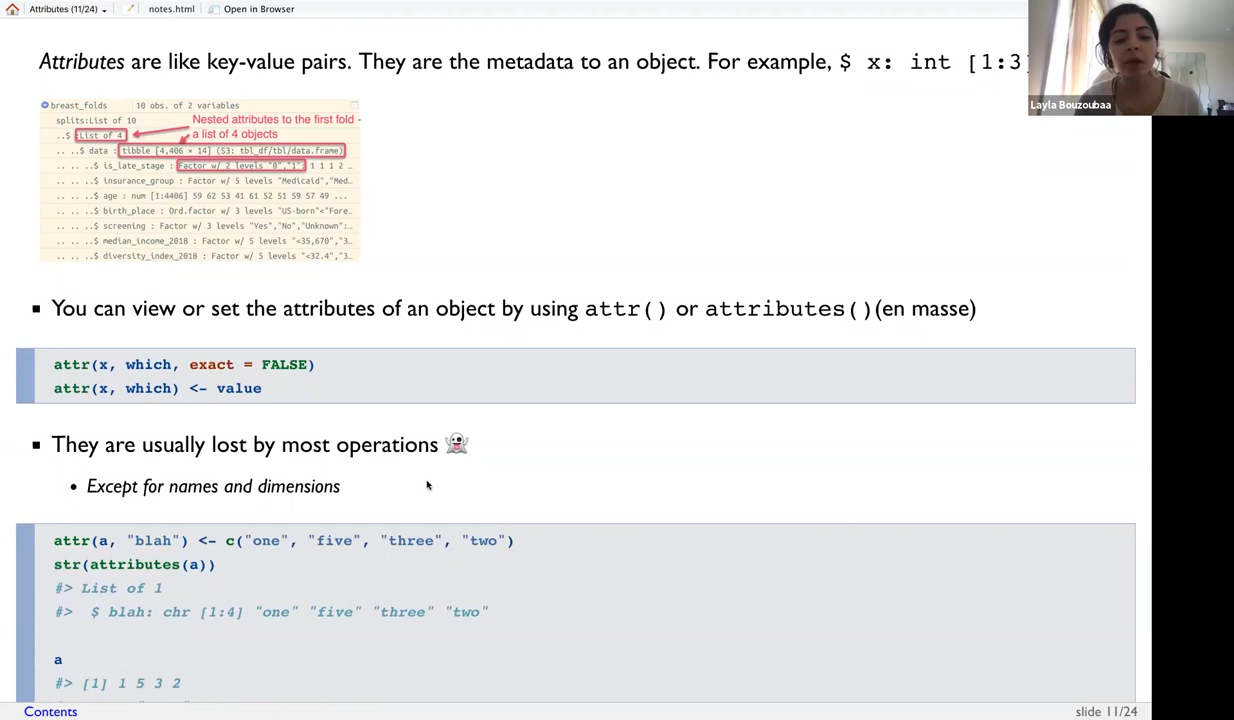 Attributes (11/24)
notes.html
Open in Browser
Attributes are like key-value pairs. They are the metadata to an object. For example, $ x: int [1:3]
Layla Bouzoubaa
breast_folds 10 obs. of 2 variables
splits:List of 10
..$ :List of 4
Nested attributes to the first fold -
a list of 4 objects
.. ..$ data : tibble [4,406 × 14] (S3: tbl_df/tbl/data.frame)
.. .. ..$ is_late_stage : Factor w/ 2 levels "0","1": 1 1 1 2 …
.. .. ..$ insurance_group : Factor w/ 5 levels "Medicaid","Med…
.. .. ..$ age : num [1:4406] 59 62 53 41 61 52 51 59 57 49 ...
.. .. ..$ birth_place : Ord.factor w/ 3 levels "US-born"<"Fore…
.. .. ..$ screening : Factor w/ 3 levels "Yes","No","Unknown":…
.. .. ..$ median_income_2018 : Factor w/ 5 levels "<35,670","3…
.. .. ..$ diversity_index_2018 : Factor w/ 5 levels "<32.4","3…
▪ You can view or set the attributes of an object by using attr() or attributes()(en masse)
attr(x, which, exact = FALSE)
attr(x, which) <- value
▪ They are usually lost by most operations 👻
• Except for names and dimensions
attr(a, "blah") <- c("one", "five", "three", "two")
str(attributes(a))
#> List of 1
#>  $ blah: chr [1:4] "one" "five" "three" "two"
a
#> [1] 1 5 3 2
Contents
slide 11/24